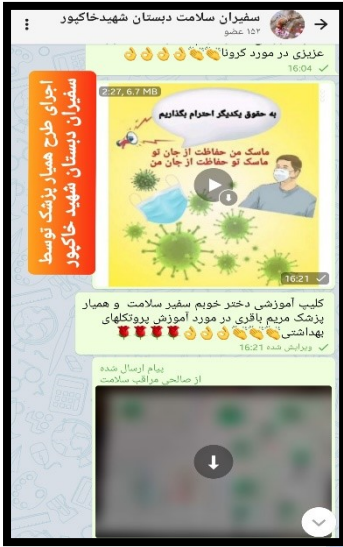 سفیران سلامت دبستان شهیدخاکپور
۱۵۲ عضو
عزیزی در مورد کرونا👏👏👌👌👌👌
16:04
اجرای طرح همیار پزشک توسط
سفیران دبستان شهید خاکپور
2:27, 6.7 MB
به حقوق یکدیگر احترام بگذاریم
ماسک من حفاظت از جان تو
ماسک تو حفاظت از جان من
16:21
کلیپ آموزشی دختر خوبم سفیر سلامت و همیار
پزشک مریم باقری در مورد آموزش پروتکلهای
بهداشتی👏👏👏👏👌👌👌🌹🌹🌹🌹
ویرایش شده 16:21
پیام ارسال شده
از صالحی مراقب سلامت